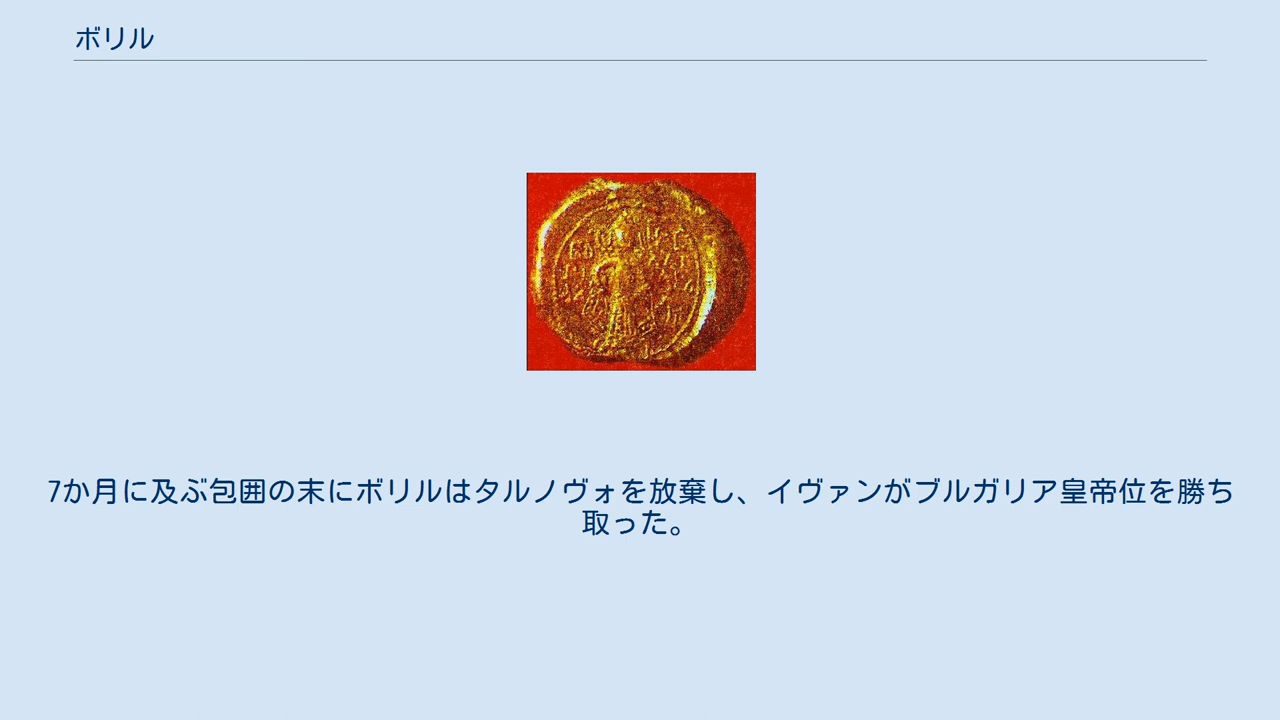 ボリル
7か月に及ぶ包囲の末にボリルはタルノヴォを放棄し、イヴァンがブルガリア皇帝位を勝ち
取った。